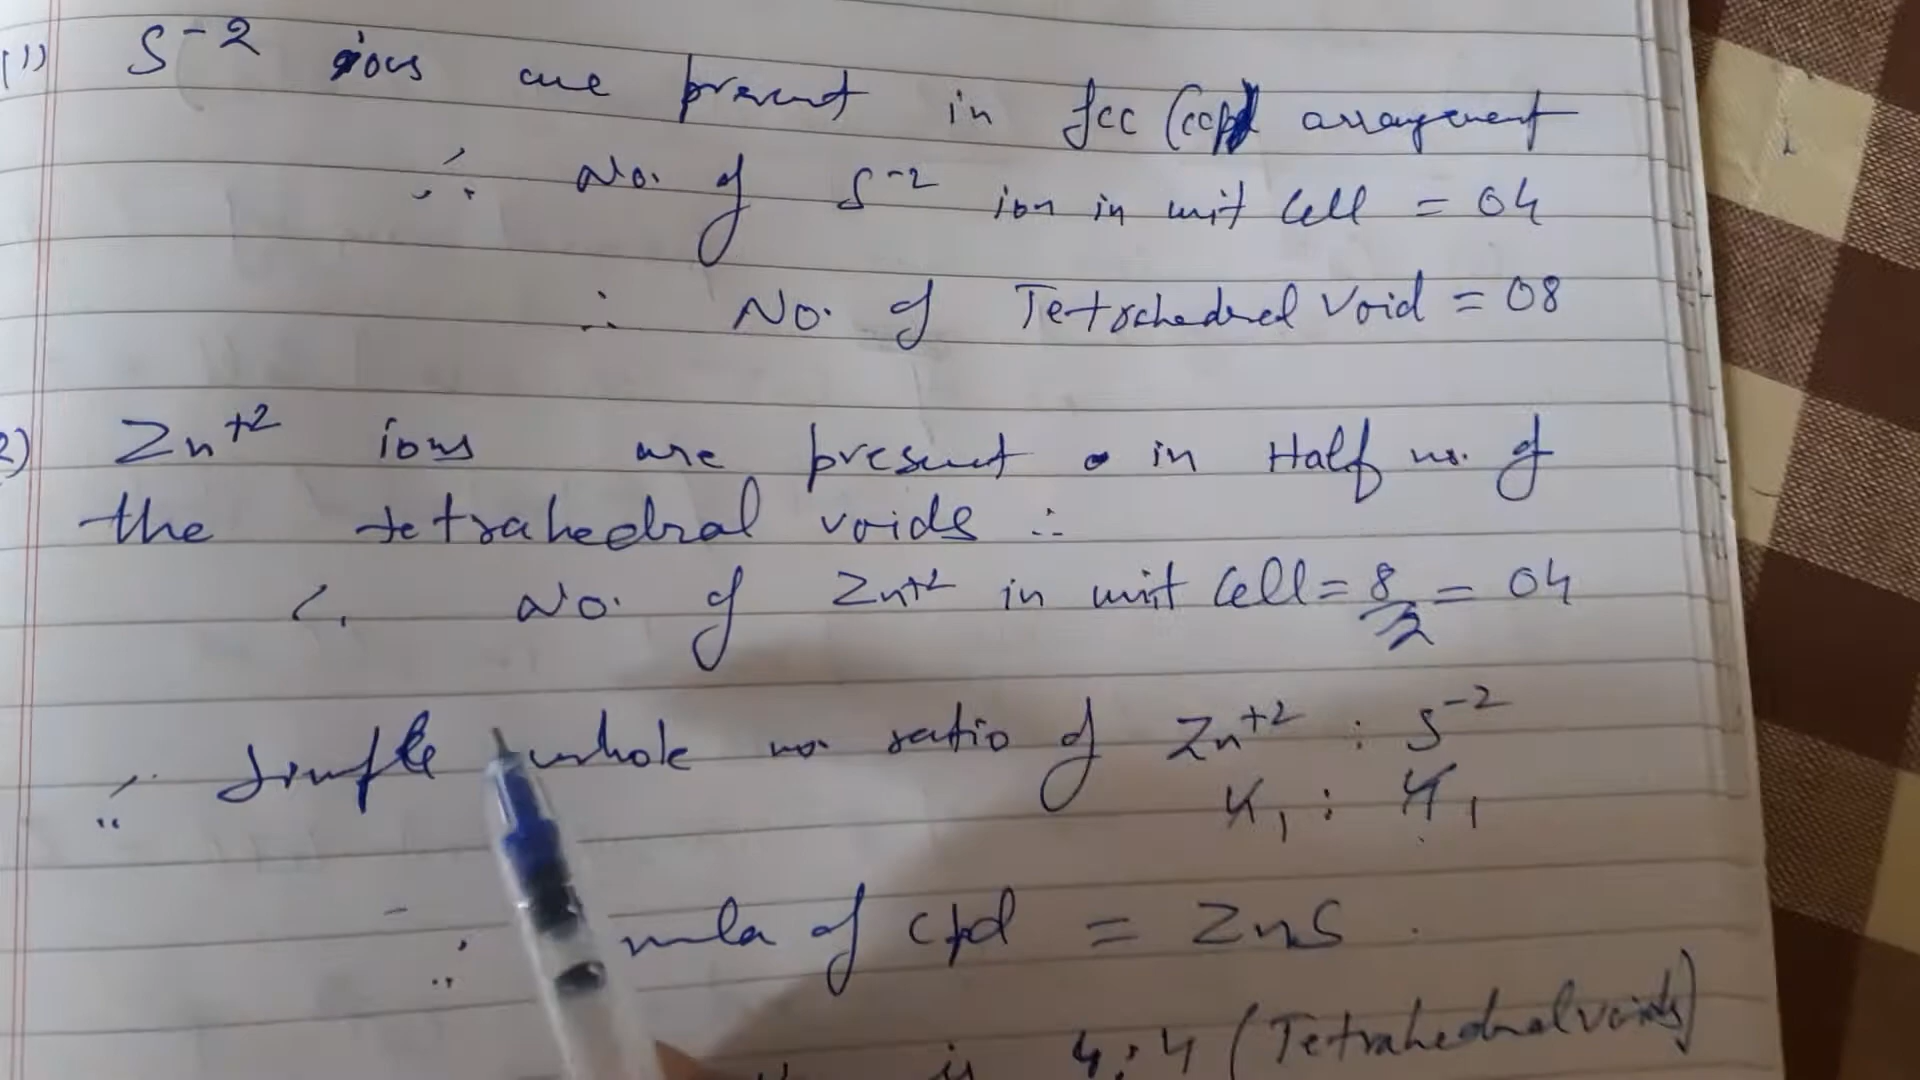 (1) S⁻² ions are present in fcc (ccp) arrangement
∴ No. of S⁻² ion in unit cell = 04
∴ No. of Tetrahedral Void = 08
2) Zn⁺² ions are present in Half no. of
the tetrahedral voids ∴
∴ No. of Zn⁺² in unit cell = 8/2 = 04
∴ Simple whole no. ratio of Zn⁺² : S⁻²
4 1 : 4 1
∴ mula of cpd = ZnS.
is 4:4 (Tetrahedral voids)